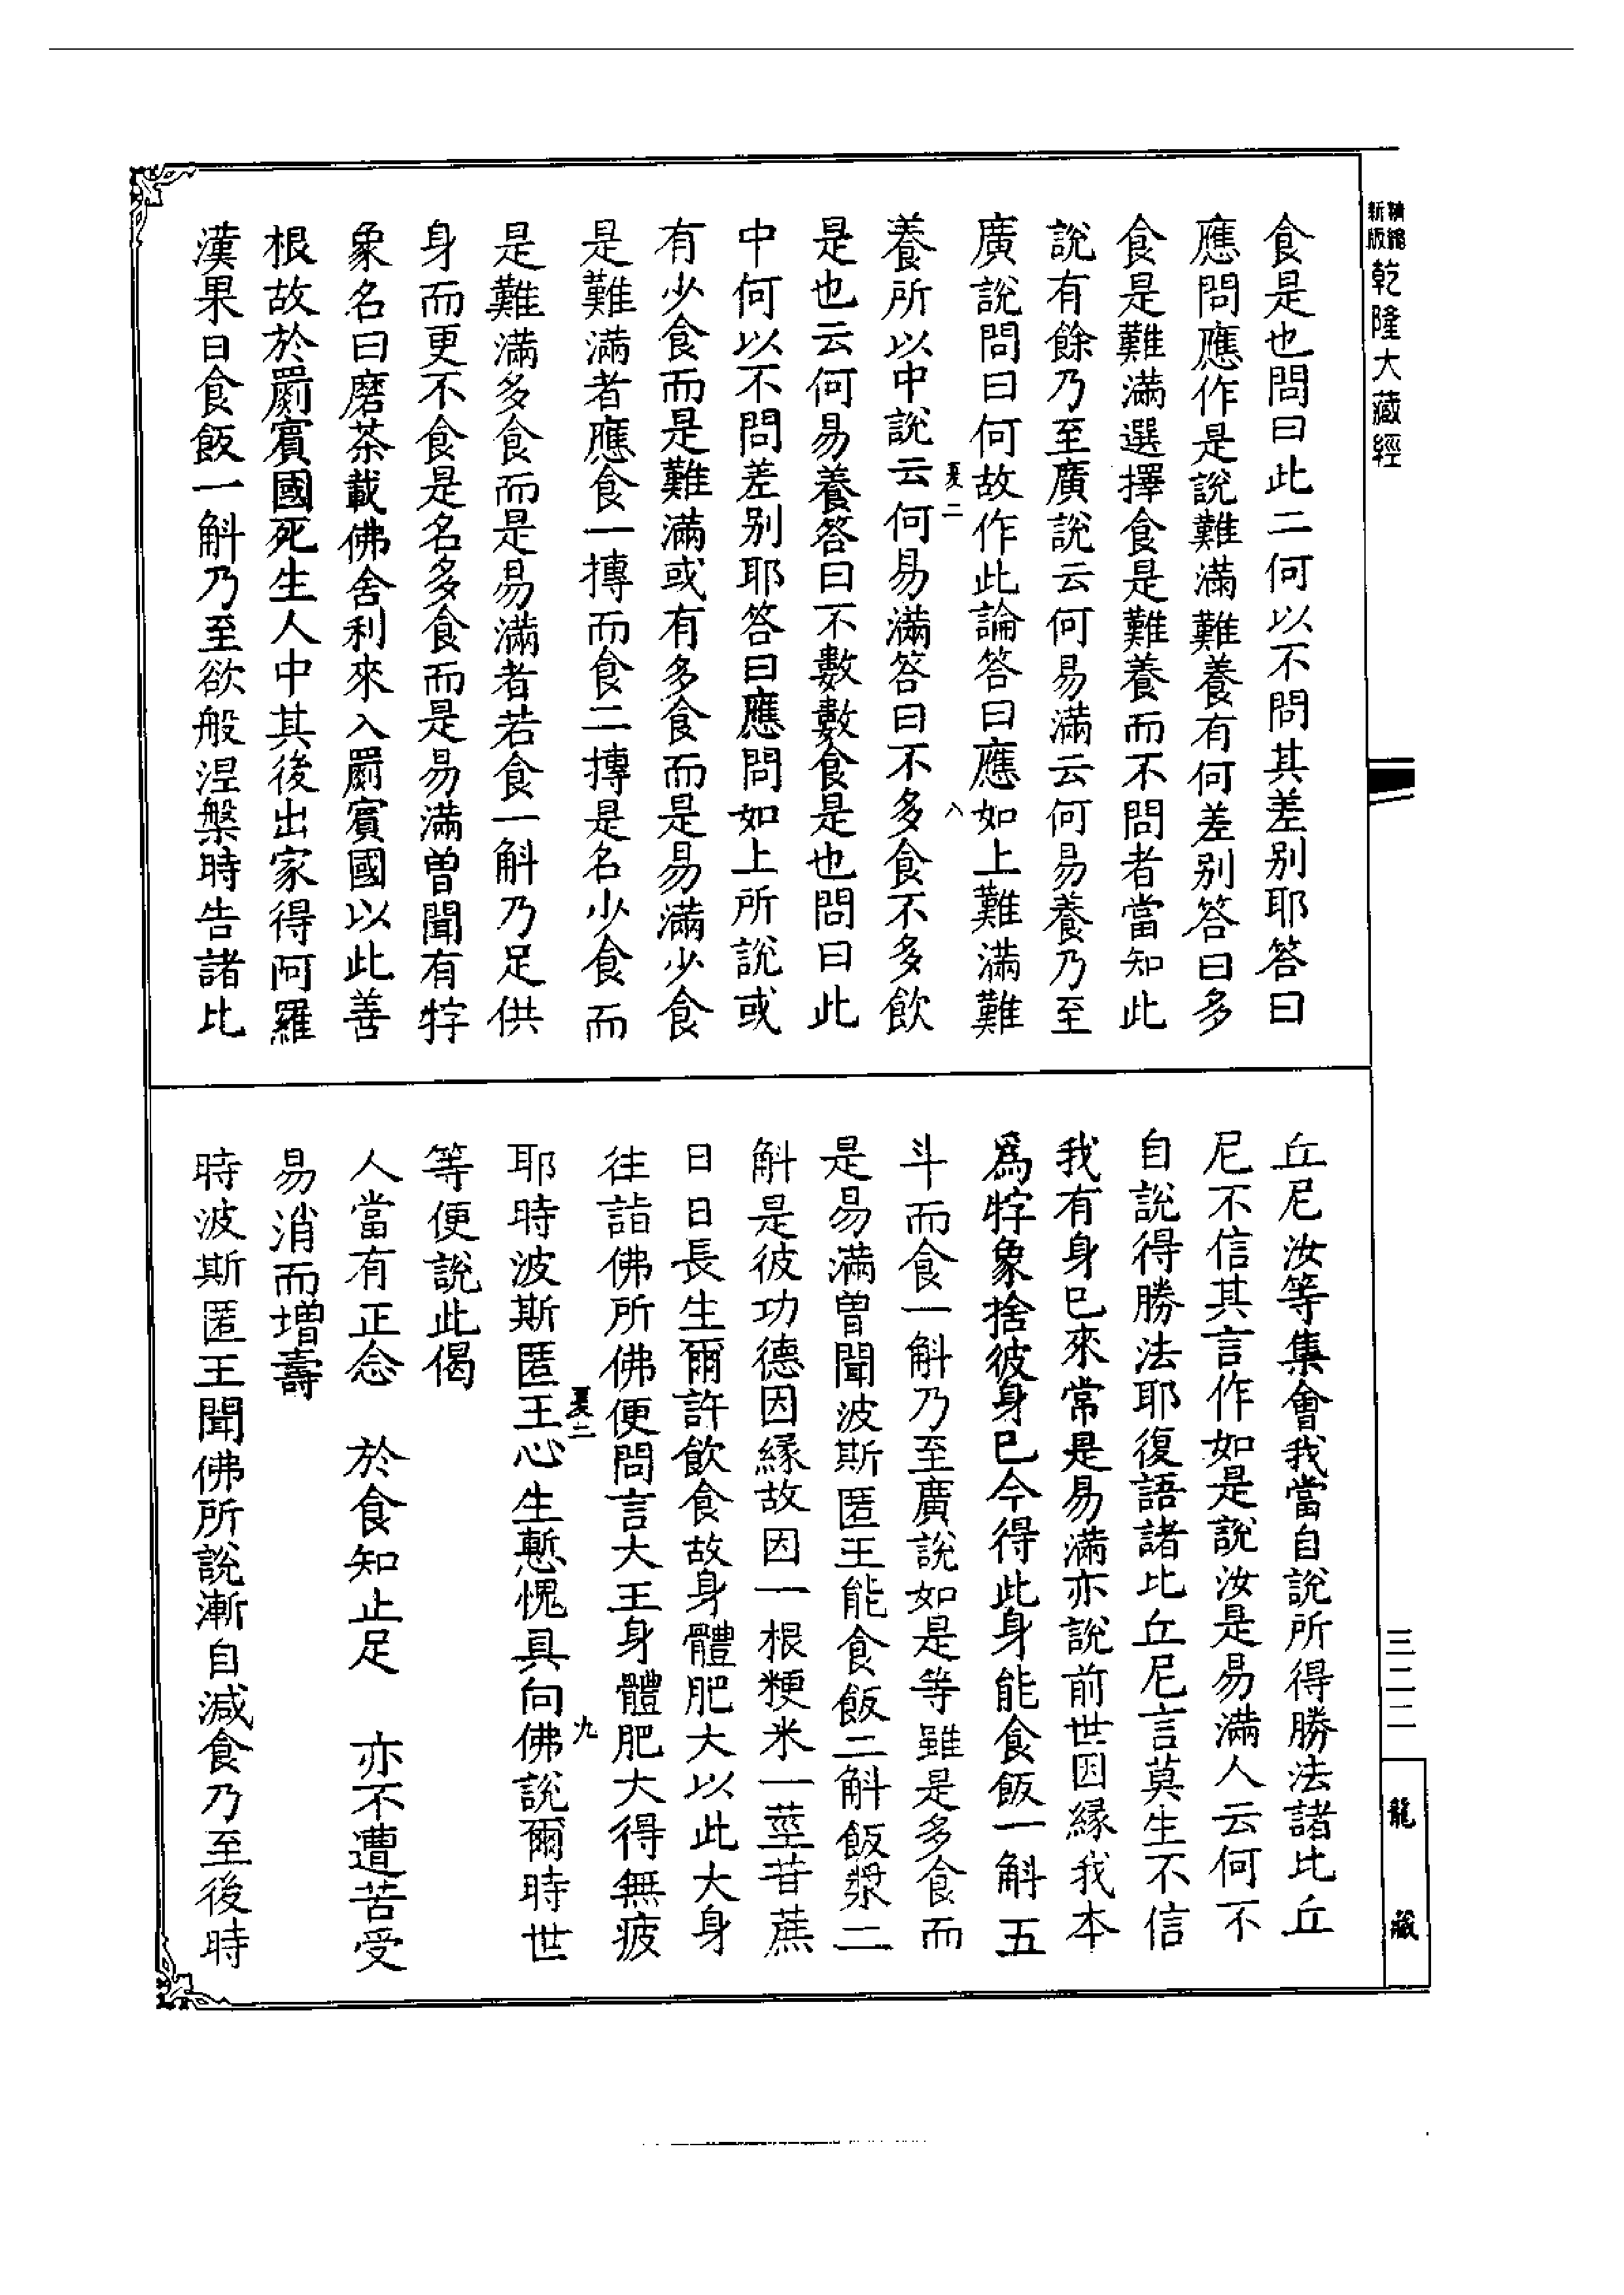 新版
精縮
乾隆大藏經
食是也問曰此二何以不問其差别耶答曰
應問應作是說難滿難養有何差别答曰多
食是難滿選擇食是難養而不問者當知此
說有餘乃至廣說云何易滿云何易養乃至
廣說問曰何故作此論答曰應如上難滿難
夏二
八
養所以中說云何易滿答曰不多食不多飲
是也云何易養答曰不數數食是也問曰此
中何以不問差别耶答曰應問如上所說或
有少食而是難滿或有多食而是易滿少食
是難滿者應食一摶而食二摶是名少食而
是難滿多食而是易滿者若食一斛乃足供
身而更不食是名多食而是易滿曾聞有牸
象名曰磨茶載佛舍利來入罽賓國以此善
根故於罽賓國死生人中其後出家得阿羅
漢果日食飯一斛乃至欲般涅槃時告諸比
丘尼汝等集會我當自說所得勝法諸比丘
尼不信其言作如是說汝是易滿人云何不
自說得勝法耶復語諸比丘尼言莫生不信
我有身已來常是易滿亦說前世因緣我本
爲牸象捨彼身已今得此身能食飯一斛五
斗而食一斛乃至廣說如是等雖是多食而
是易滿曾聞波斯匿王能食飯二斛飯漿二
斛是彼功德因緣故因一根粳米一莖甘蔗
日日長生爾許飲食故身體肥大以此大身
往詣佛所佛便問言大王身體肥大得無疲
夏二
九
耶時波斯匿王心生慙愧具向佛說爾時世
等便說此偈
人當有正念　於食知止足　亦不遭苦受
易消而增壽
時波斯匿王聞佛所說漸自減食乃至後時
三二二
龍藏